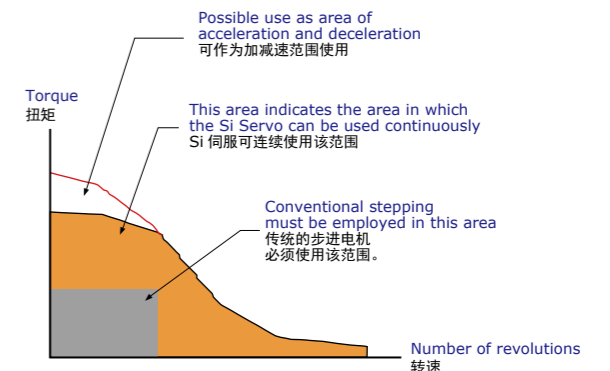 Possible use as area of
acceleration and deceleration
可作为加减速范围使用
Torque
扭矩
This area indicates the area in which
the Si Servo can be used continuously
Si 伺服可连续使用该范围
Conventional stepping
must be employed in this area
传统的步进电机
必须使用该范围。
Number of revolutions
转速